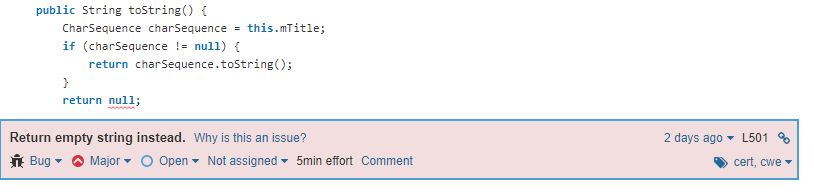 public String toString() {
CharSequence charSequence = this.mTitle;
if (charSequence != null) {
return charSequence.toString();
}
return null;
Return empty string instead. Why is this an issue? 2 days ago L501
Bug Major Open Not assigned 5min effort Comment cert, cwe